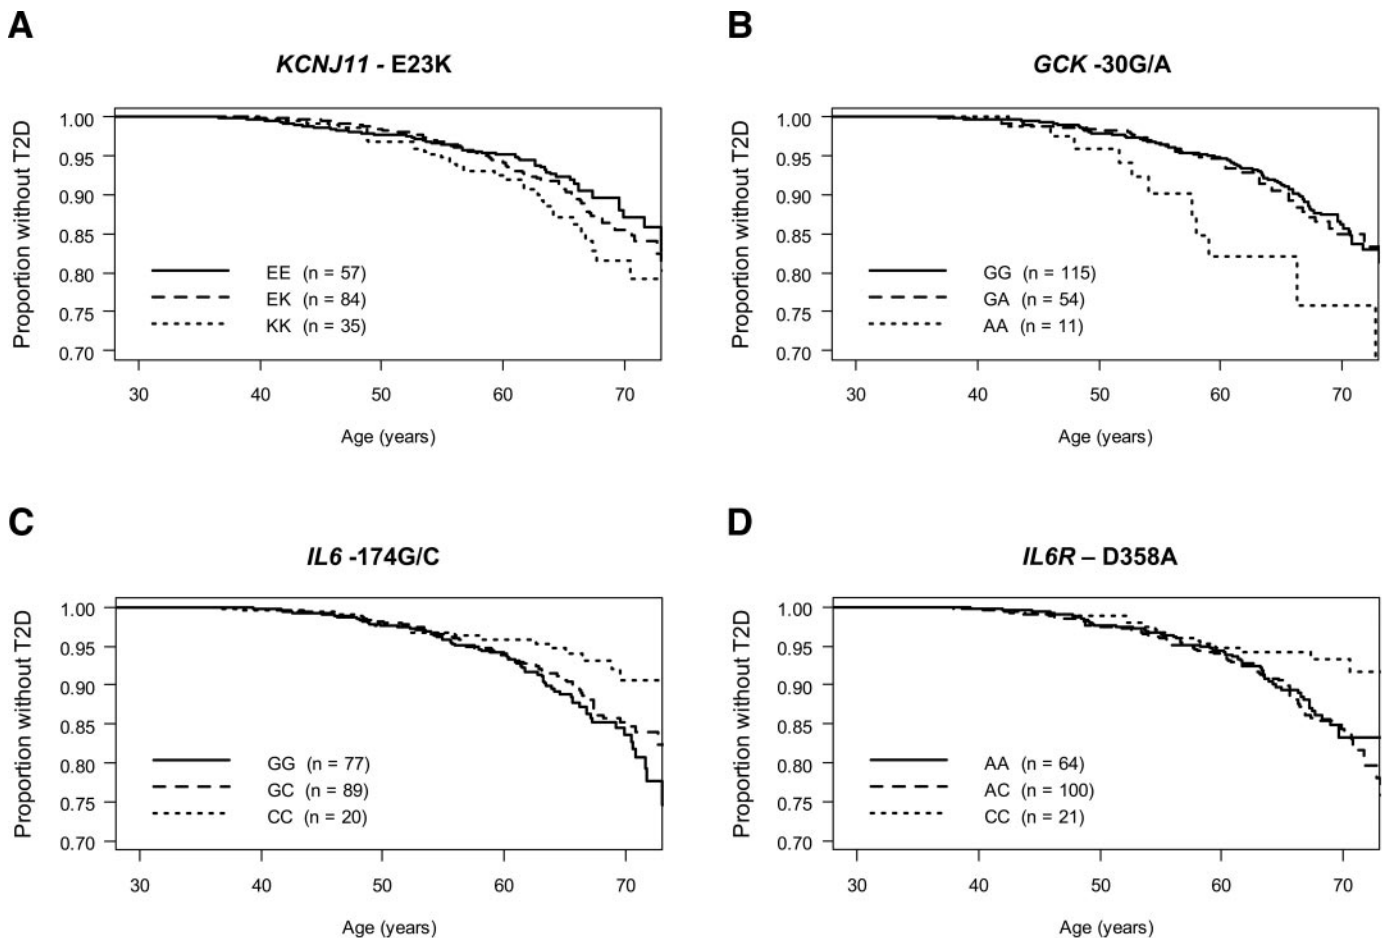 A
KCNJ11 - E23K
Proportion without T2D
1.00
0.95
0.90
0.85
0.80
0.75
0.70
EE (n = 57)
EK (n = 84)
KK (n = 35)
30 40 50 60 70
Age (years)
B
GCK -30G/A
Proportion without T2D
1.00
0.95
0.90
0.85
0.80
0.75
0.70
GG (n = 115)
GA (n = 54)
AA (n = 11)
30 40 50 60 70
Age (years)
C
IL6 -174G/C
Proportion without T2D
1.00
0.95
0.90
0.85
0.80
0.75
0.70
GG (n = 77)
GC (n = 89)
CC (n = 20)
30 40 50 60 70
Age (years)
D
IL6R – D358A
Proportion without T2D
1.00
0.95
0.90
0.85
0.80
0.75
0.70
AA (n = 64)
AC (n = 100)
CC (n = 21)
30 40 50 60 70
Age (years)